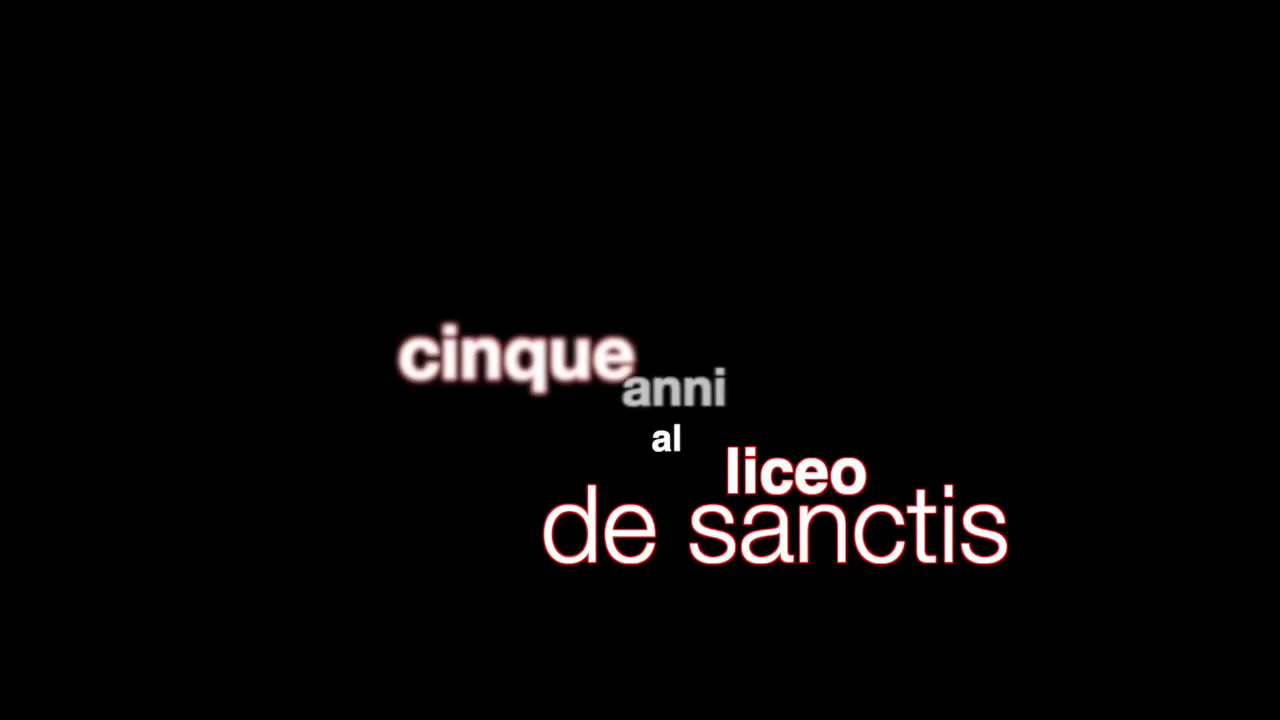 cinque
anni
al
liceo
de sanctis